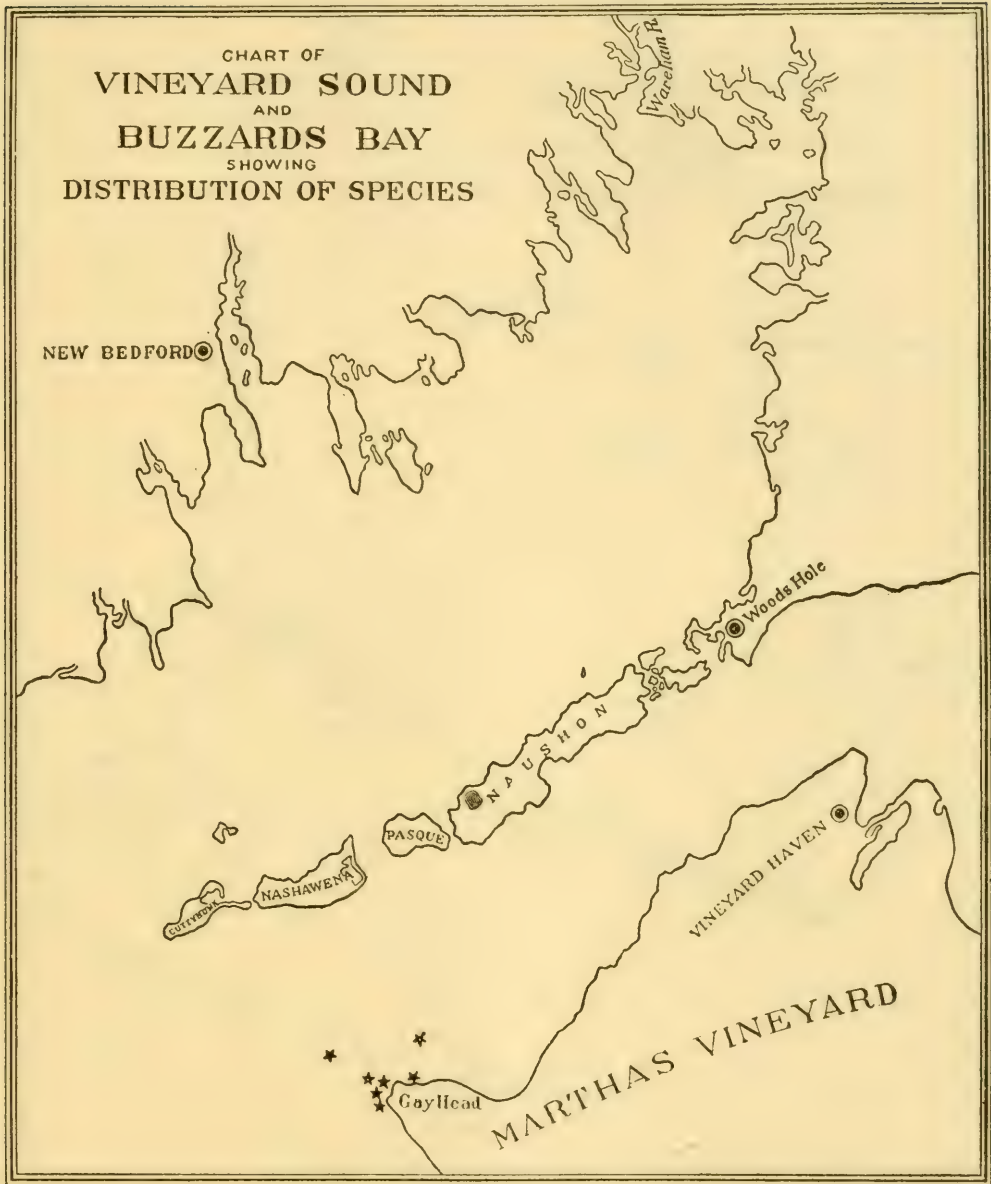 CHART OF
VINEYARD SOUND
AND
BUZZARDS BAY
SHOWING
DISTRIBUTION OF SPECIES
Wareham R.
NEW BEDFORD
Woods Hole
NAUSHON
PASQUE
NASHAWENA
CUTTYHUNK
VINEYARD HAVEN
MARTHAS VINEYARD
Gay Head